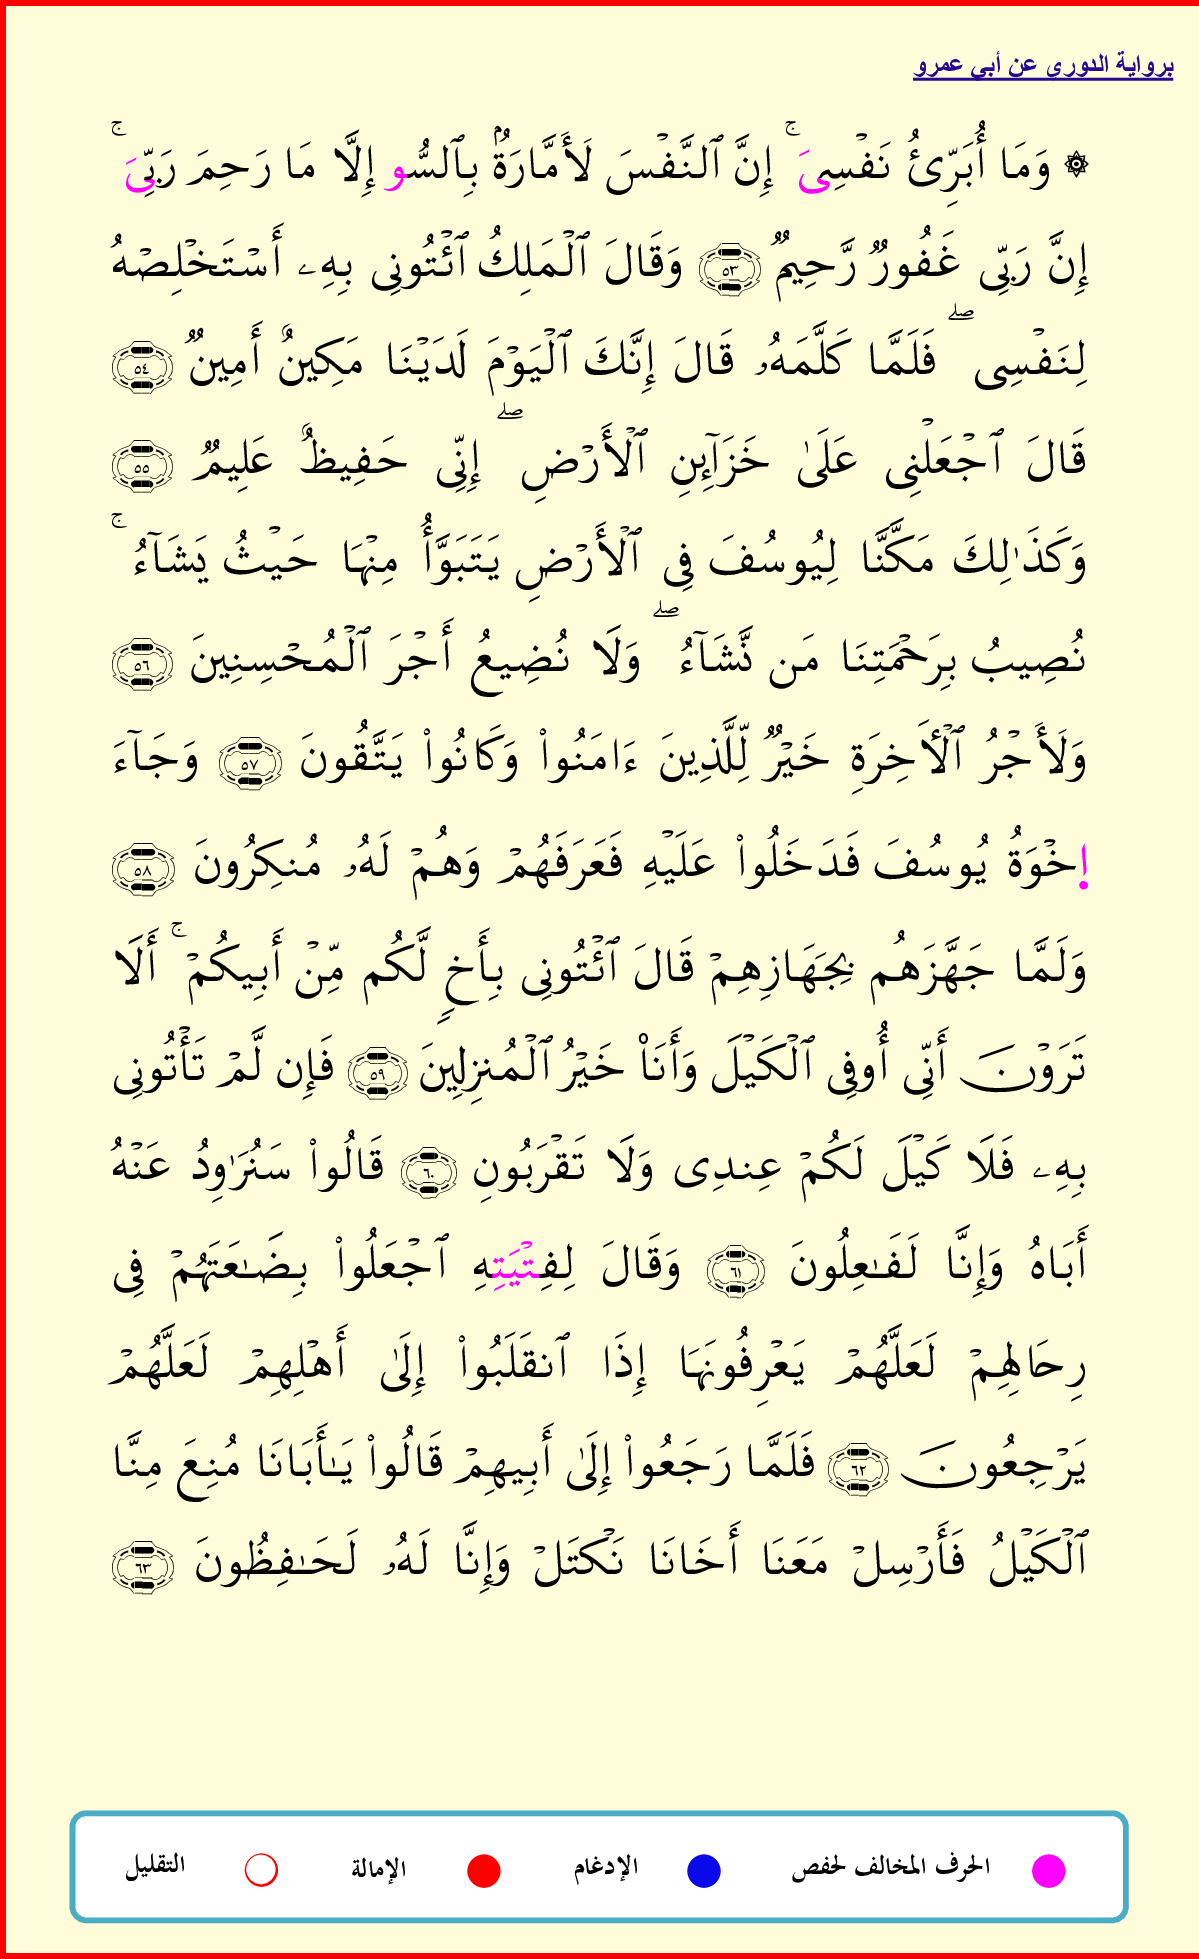 برواية الدورى عن أبى عمرو
۞ وَمَا أُبَرِّئُ نَفْسِىَ ۚ إِنَّ ٱلنَّفْسَ لَأَمَّارَةُۢ بِٱلسُّو إِلَّا مَا رَحِمَ رَبِّىَ ۚ
إِنَّ رَبِّى غَفُورٌ رَّحِيمٌ ٥٣ وَقَالَ ٱلْمَلِكُ ٱئْتُونِى بِهِۦ أَسْتَخْلِصْهُ
لِنَفْسِى ۖ فَلَمَّا كَلَّمَهُۥ قَالَ إِنَّكَ ٱلْيَوْمَ لَدَيْنَا مَكِينٌ أَمِينٌ ٥٤
قَالَ ٱجْعَلْنِى عَلَىٰ خَزَآئِنِ ٱلْأَرْضِ ۖ إِنِّى حَفِيظٌ عَلِيمٌ ٥٥
وَكَذَٰلِكَ مَكَّنَّا لِيُوسُفَ فِى ٱلْأَرْضِ يَتَبَوَّأُ مِنْهَا حَيْثُ يَشَآءُ ۚ
نُصِيبُ بِرَحْمَتِنَا مَن نَّشَآءُ ۖ وَلَا نُضِيعُ أَجْرَ ٱلْمُحْسِنِينَ ٥٦
وَلَأَجْرُ ٱلْأَخِرَةِ خَيْرٌ لِّلَّذِينَ ءَامَنُوا۟ وَكَانُوا۟ يَتَّقُونَ ٥٧ وَجَآءَ
إِخْوَةُ يُوسُفَ فَدَخَلُوا۟ عَلَيْهِ فَعَرَفَهُمْ وَهُمْ لَهُۥ مُنكِرُونَ ٥٨
وَلَمَّا جَهَّزَهُم بِجَهَازِهِمْ قَالَ ٱئْتُونِى بِأَخٍ لَّكُم مِّنْ أَبِيكُمْ ۚ أَلَا
تَرَوْنَ أَنِّى أُوفِى ٱلْكَيْلَ وَأَنَا۠ خَيْرُ ٱلْمُنزِلِينَ ٥٩ فَإِن لَّمْ تَأْتُونِى
بِهِۦ فَلَا كَيْلَ لَكُمْ عِندِى وَلَا تَقْرَبُونِ ٦٠ قَالُوا۟ سَنُرَٰوِدُ عَنْهُ
أَبَاهُ وَإِنَّا لَفَـٰعِلُونَ ٦١ وَقَالَ لِفِتْيَتِهِ ٱجْعَلُوا۟ بِضَـٰعَتَهُمْ فِى
رِحَالِهِمْ لَعَلَّهُمْ يَعْرِفُونَهَا إِذَا ٱنقَلَبُوا۟ إِلَىٰ أَهْلِهِمْ لَعَلَّهُمْ
يَرْجِعُونَ ٦٢ فَلَمَّا رَجَعُوا۟ إِلَىٰ أَبِيهِمْ قَالُوا۟ يَـٰٓأَبَانَا مُنِعَ مِنَّا
ٱلْكَيْلُ فَأَرْسِلْ مَعَنَا أَخَانَا نَكْتَلْ وَإِنَّا لَهُۥ لَحَـٰفِظُونَ ٦٣
الحرف المخالف لحفص الإدغام الإمالة التقليل